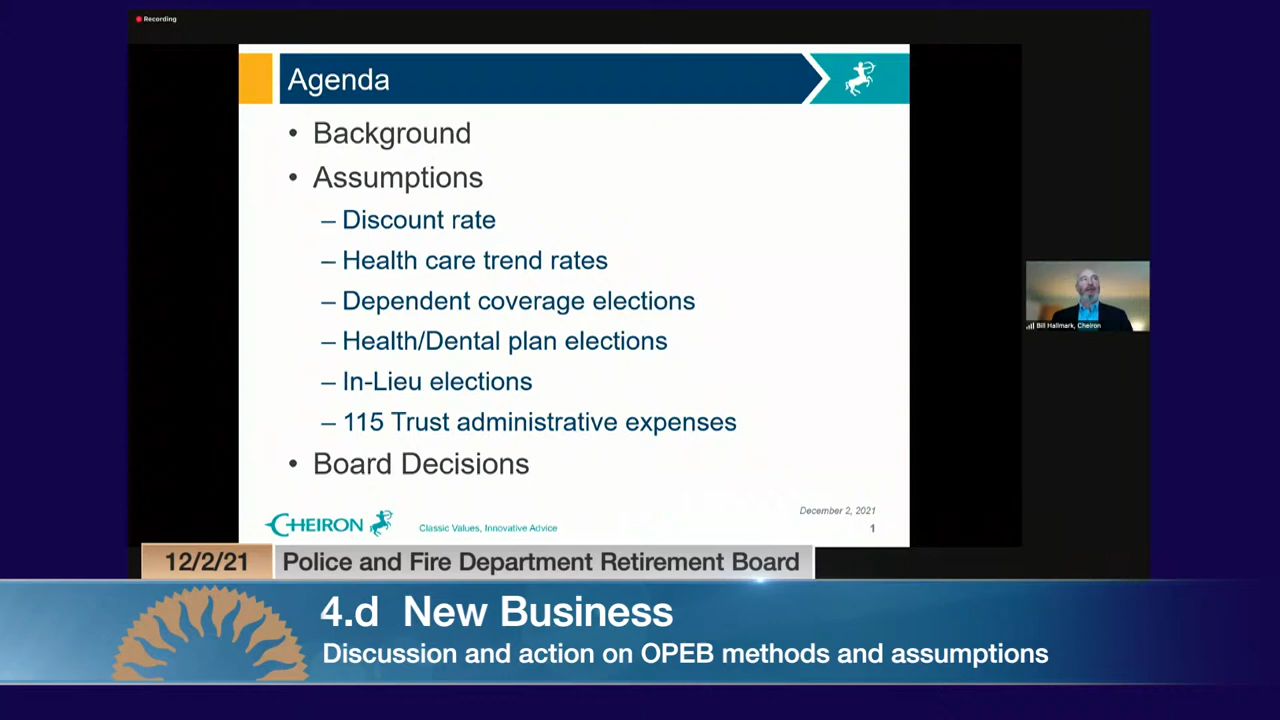 Recording
Agenda
• Background
• Assumptions
– Discount rate
– Health care trend rates
– Dependent coverage elections
– Health/Dental plan elections
– In-Lieu elections
– 115 Trust administrative expenses
• Board Decisions
Bill Hallmark, Cheiron
December 2, 2021
CHEIRON Classic Values, Innovative Advice 1
12/2/21 Police and Fire Department Retirement Board
4.d New Business
Discussion and action on OPEB methods and assumptions